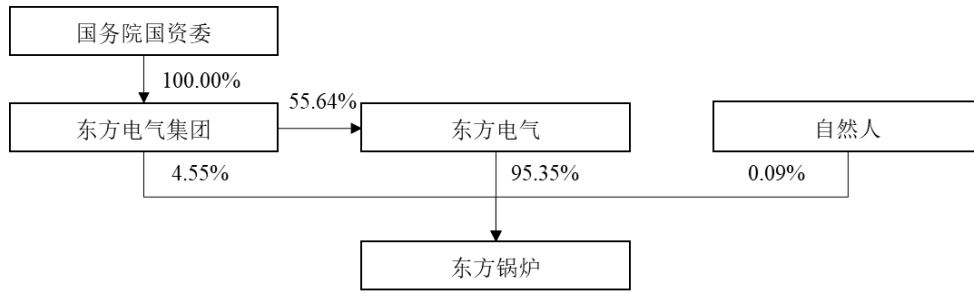 国务院国资委
100.00%
55.64%
东方电气集团
东方电气
自然人
4.55%
95.35%
0.09%
东方锅炉